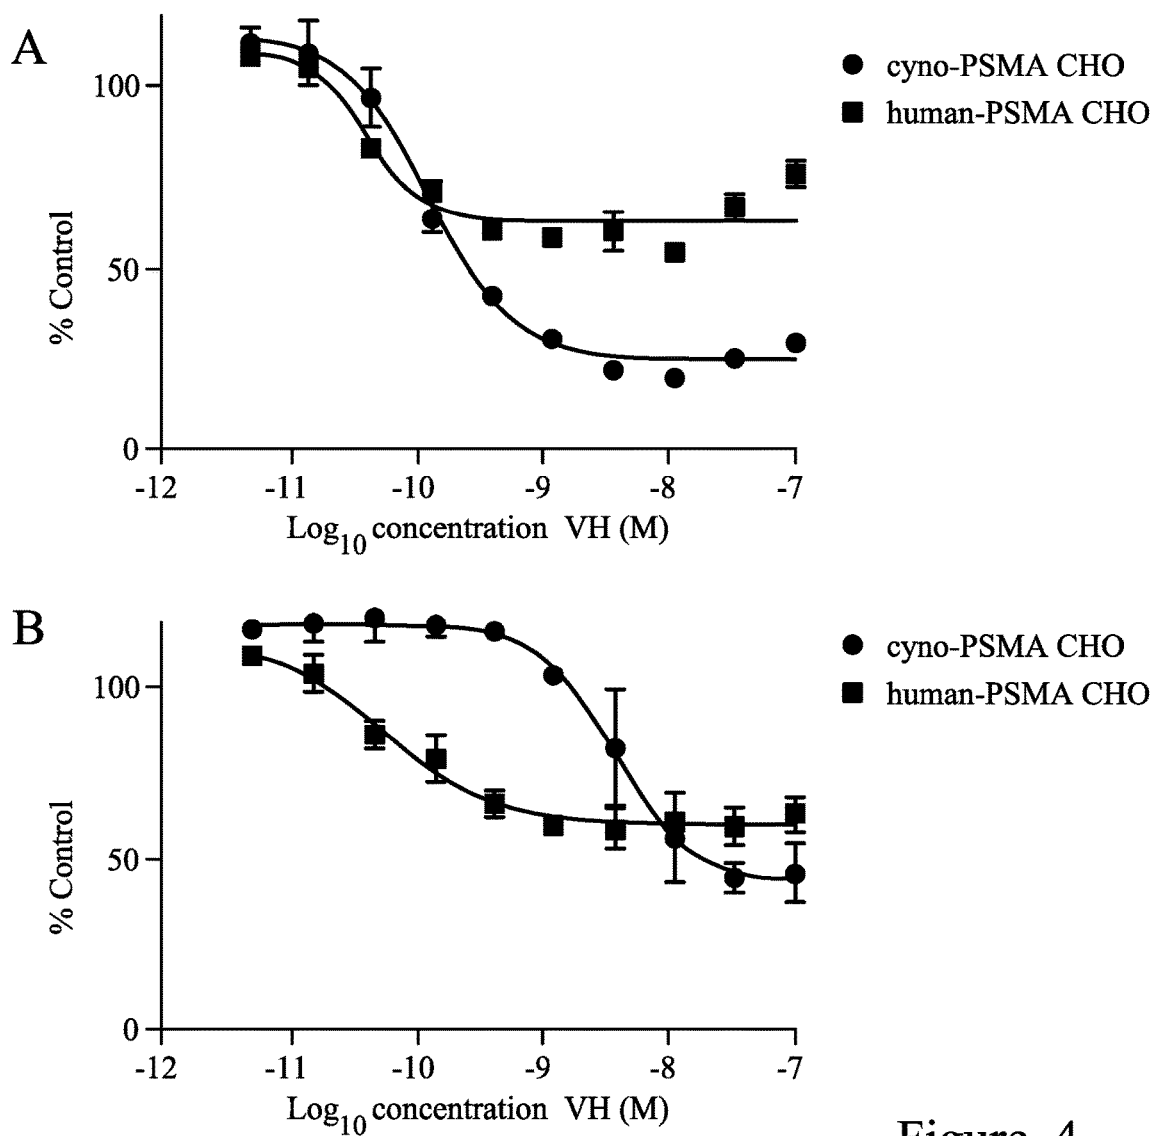 A
cyno-PSMA CHO
human-PSMA CHO
100
50
0
% Control
-12 -11 -10 -9 -8 -7
Log10 concentration VH (M)
B
cyno-PSMA CHO
human-PSMA CHO
100
50
0
% Control
-12 -11 -10 -9 -8 -7
Log10 concentration VH (M)
Figure 4